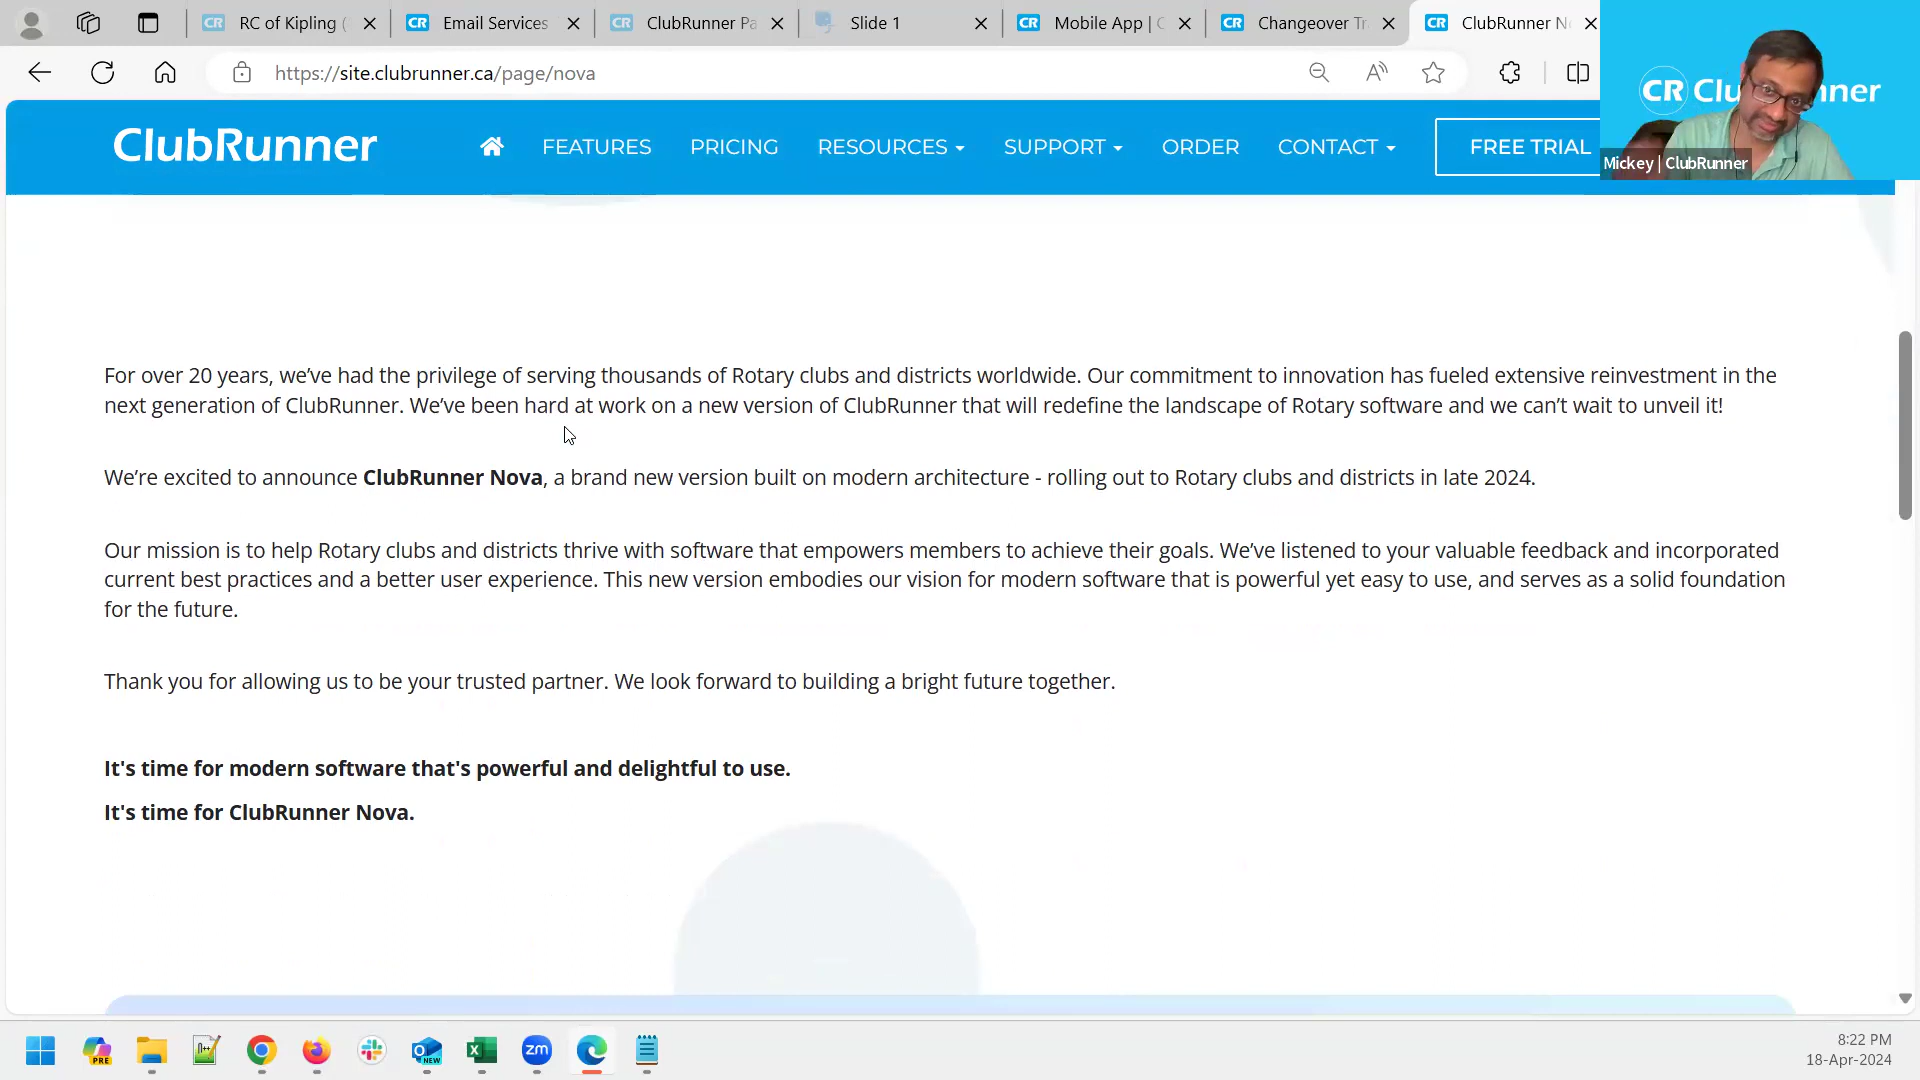 RC of Kipling (
Email Services
ClubRunner Pa
Slide 1
Mobile App | C
Changeover Tr
ClubRunner N
https://site.clubrunner.ca/page/nova
CR Clu nner
Mickey | ClubRunner
ClubRunner
FEATURES
PRICING
RESOURCES
SUPPORT
ORDER
CONTACT
FREE TRIAL
For over 20 years, we’ve had the privilege of serving thousands of Rotary clubs and districts worldwide. Our commitment to innovation has fueled extensive reinvestment in the
next generation of ClubRunner. We’ve been hard at work on a new version of ClubRunner that will redefine the landscape of Rotary software and we can’t wait to unveil it!
We’re excited to announce ClubRunner Nova, a brand new version built on modern architecture - rolling out to Rotary clubs and districts in late 2024.
Our mission is to help Rotary clubs and districts thrive with software that empowers members to achieve their goals. We’ve listened to your valuable feedback and incorporated
current best practices and a better user experience. This new version embodies our vision for modern software that is powerful yet easy to use, and serves as a solid foundation
for the future.
Thank you for allowing us to be your trusted partner. We look forward to building a bright future together.
It's time for modern software that's powerful and delightful to use.
It's time for ClubRunner Nova.
PRE
NEW
zm
8:22 PM
18-Apr-2024